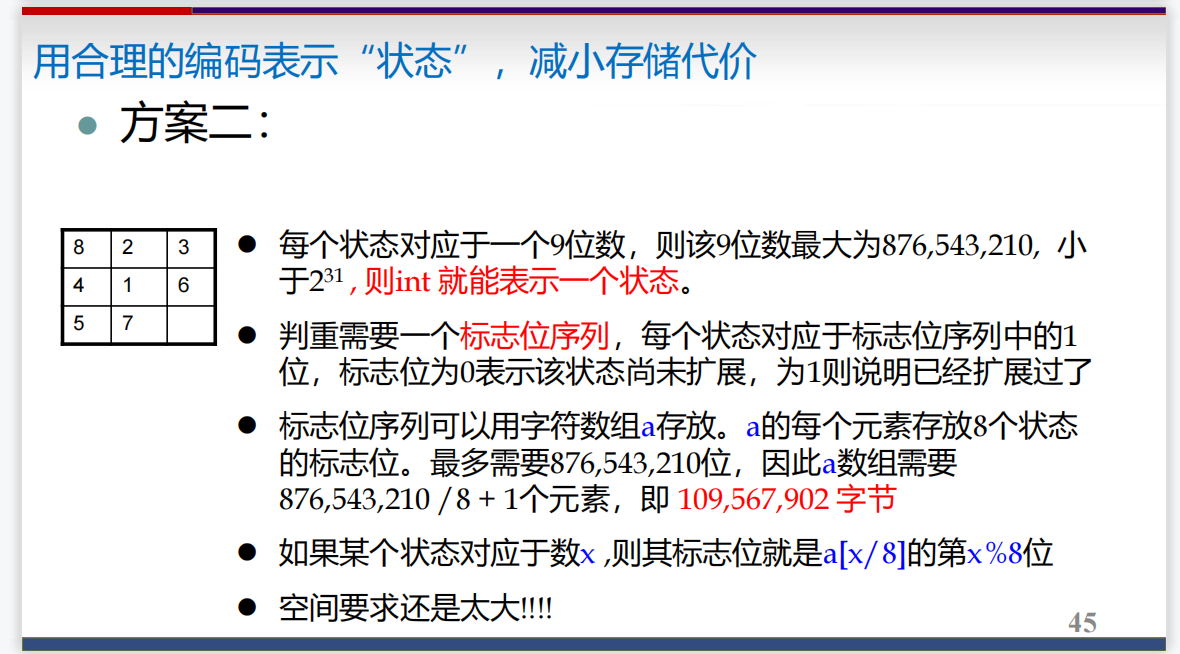 用合理的编码表示“状态”，减小存储代价
● 方案二：
8 2 3
4 1 6
5 7
● 每个状态对应于一个9位数，则该9位数最大为876,543,210, 小
于2³¹ , 则int 就能表示一个状态。
● 判重需要一个标志位序列，每个状态对应于标志位序列中的1
位，标志位为0表示该状态尚未扩展，为1则说明已经扩展过了
● 标志位序列可以用字符数组a存放。a的每个元素存放8个状态
的标志位。最多需要876,543,210位，因此a数组需要
876,543,210 /8 + 1个元素，即 109,567,902 字节
● 如果某个状态对应于数x ,则其标志位就是a[x/8]的第x%8位
● 空间要求还是太大!!!!
45